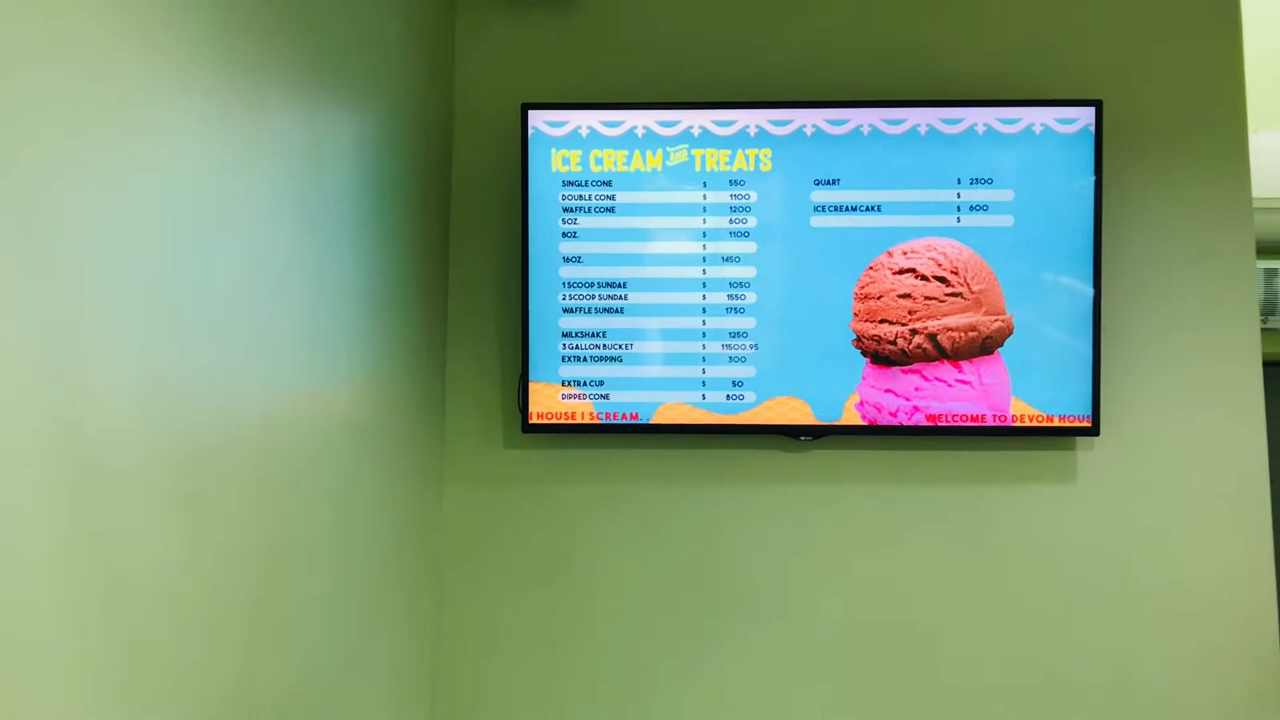 ICE CREAM AND TREATS
SINGLE CONE $ 550
DOUBLE CONE $ 1100
WAFFLE CONE $ 1200
5OZ. $ 600
8OZ. $ 1100
$
16OZ. $ 1450
$
1 SCOOP SUNDAE $ 1050
2 SCOOP SUNDAE $ 1550
WAFFLE SUNDAE $ 1750
$
MILKSHAKE $ 1250
3 GALLON BUCKET $ 11500.95
EXTRA TOPPING $ 300
$
EXTRA CUP $ 50
DIPPED CONE $ 800
QUART $ 2300
$
ICE CREAM CAKE $ 600
$
N HOUSE I SCREAM. . WELCOME TO DEVON HOUS